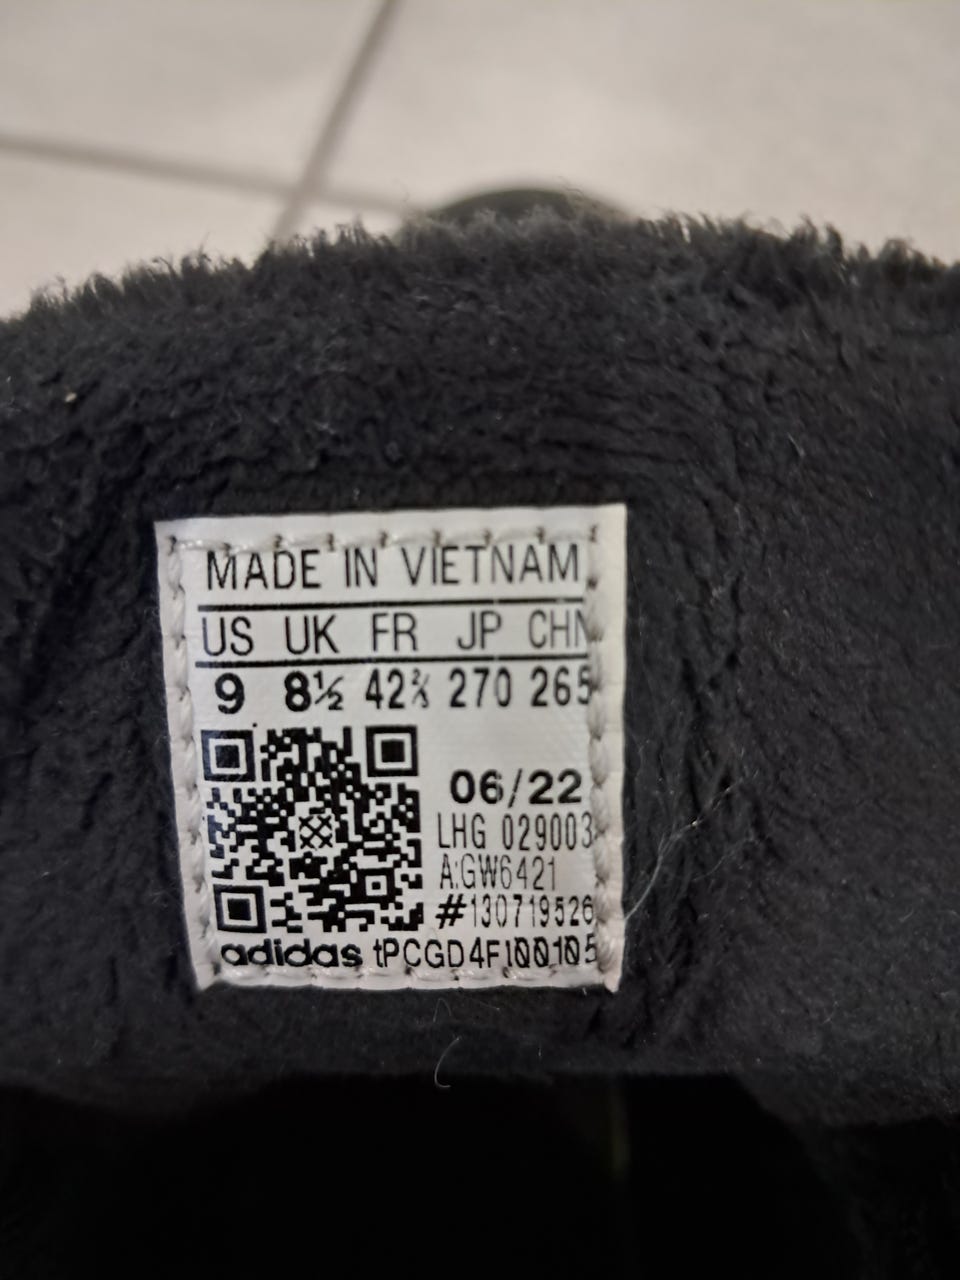 MADE IN VIETNAM
US UK FR JP CHN
9 8½ 42⅔ 270 265
06/22
LHG 029003
A:GW6421
#130719526
adidas tPCGD4F100105